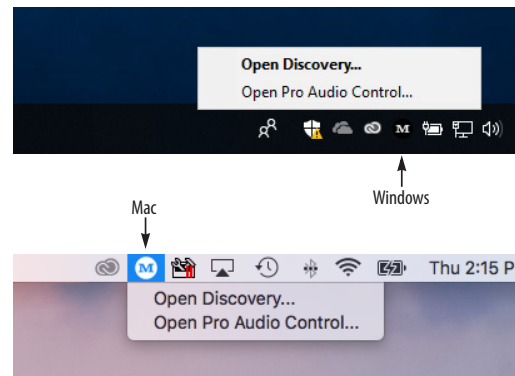 Open Discovery...
Open Pro Audio Control...
M
Windows
Mac
M
Thu 2:15 P
Open Discovery...
Open Pro Audio Control...